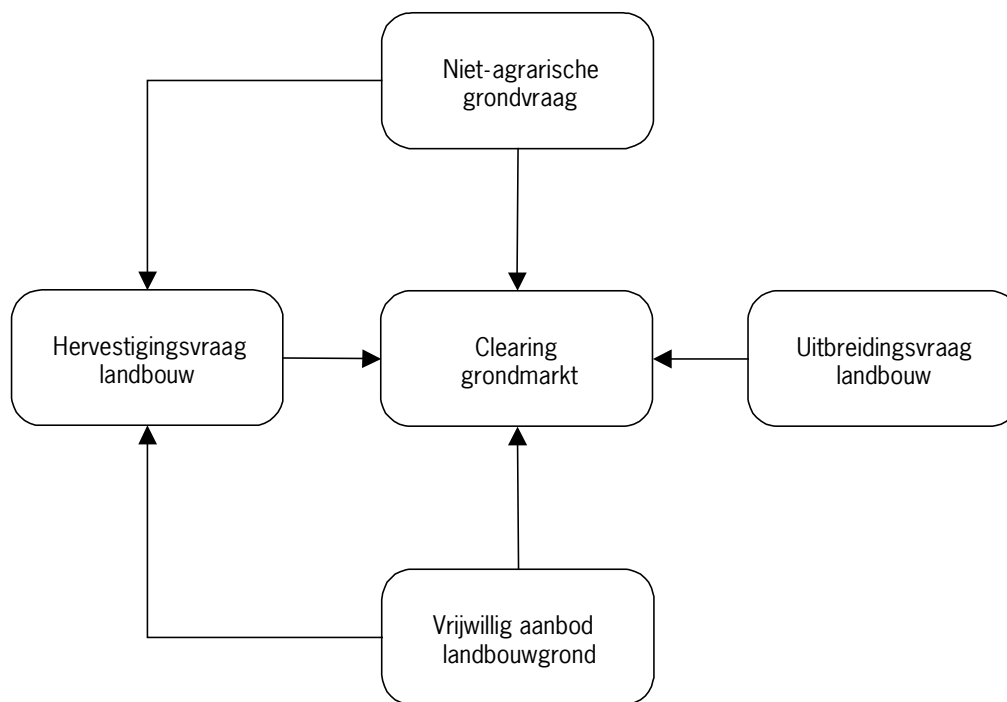 Niet-agrarische
grondvraag
Hervestigingsvraag
landbouw
Clearing
grondmarkt
Uitbreidingsvraag
landbouw
Vrijwillig aanbod
landbouwgrond